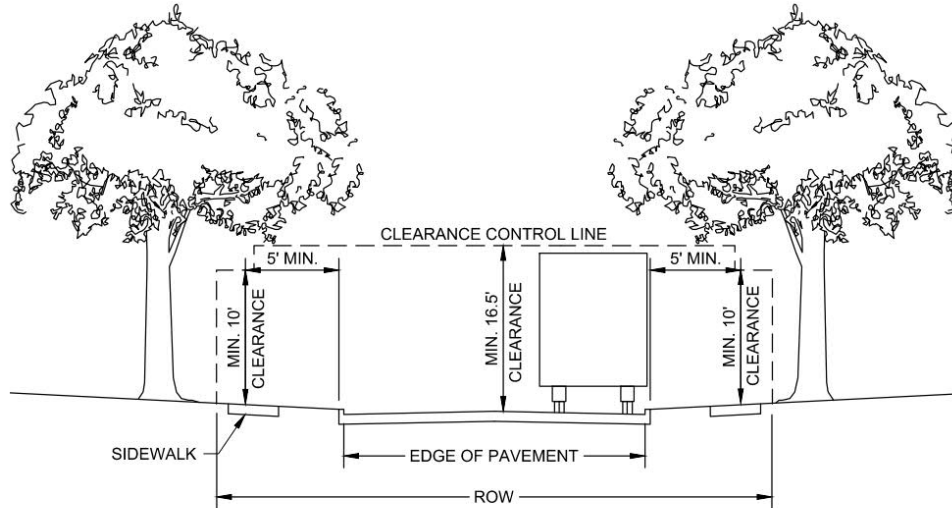 CLEARANCE CONTROL LINE
5' MIN.
5' MIN.
MIN. 10'
CLEARANCE
MIN. 16.5'
CLEARANCE
MIN. 10'
CLEARANCE
SIDEWALK
EDGE OF PAVEMENT
ROW